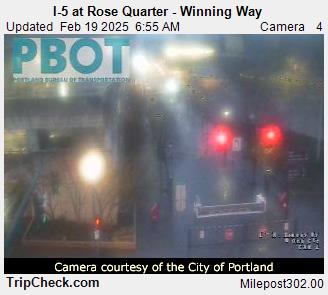 I-5 at Rose Quarter - Winning Way
Updated  Feb 19 2025  6:55 AM
Camera  4
PBOT
PORTLAND BUREAU OF TRANSPORTATION
Camera courtesy of the City of Portland
TripCheck.com
Milepost302.00